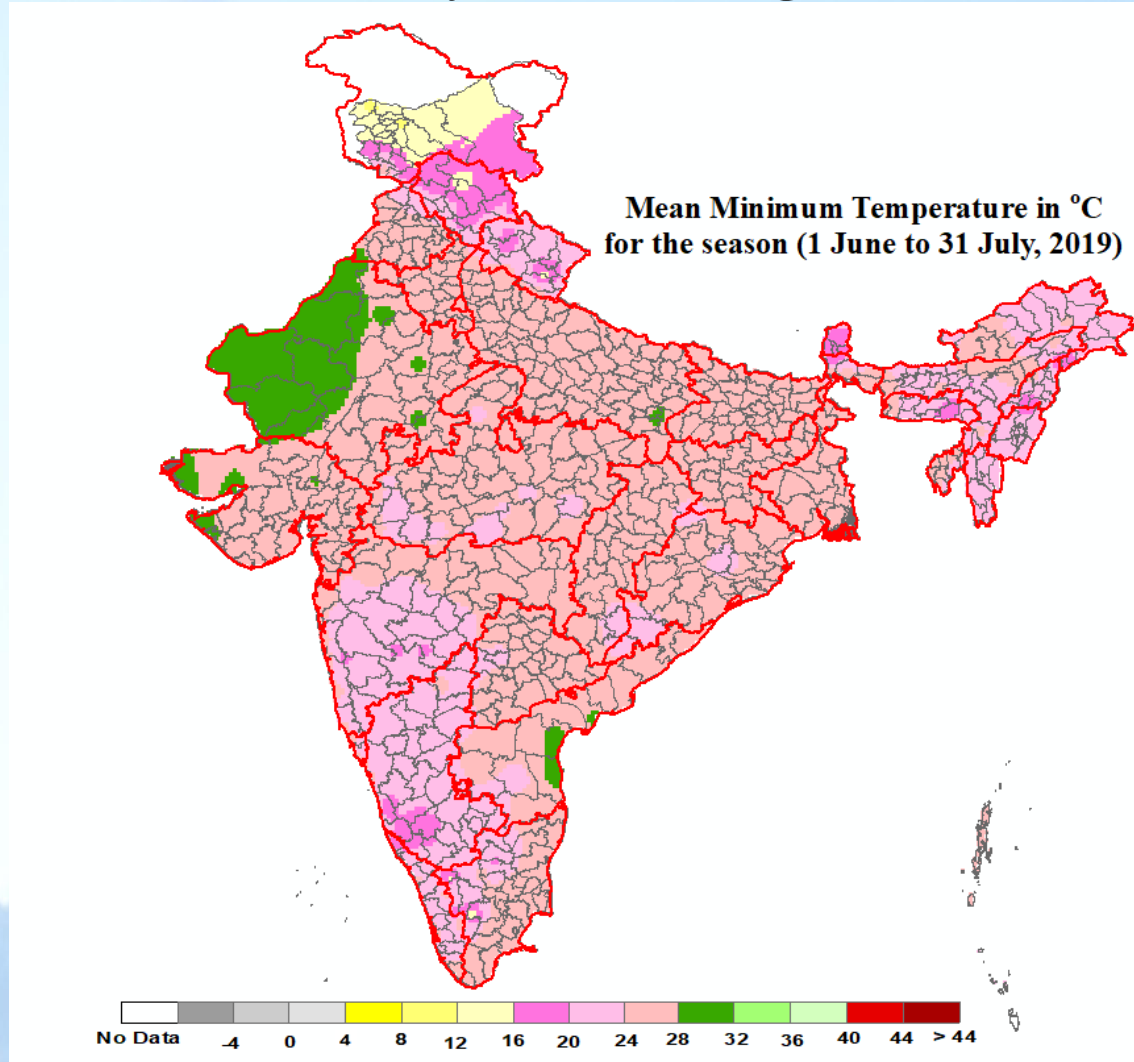 Mean Minimum Temperature in °C
for the season (1 June to 31 July, 2019)
No Data -4 0 4 8 12 16 20 24 28 32 36 40 44 > 44